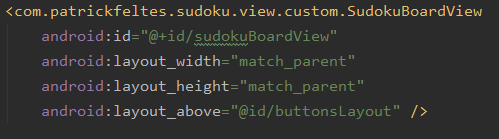 <com.patrickfeltes.sudoku.view.custom.SudokuBoardView
android:id="@+id/sudokuBoardView"
android:layout_width="match_parent"
android:layout_height="match_parent"
android:layout_above="@id/buttonsLayout" />